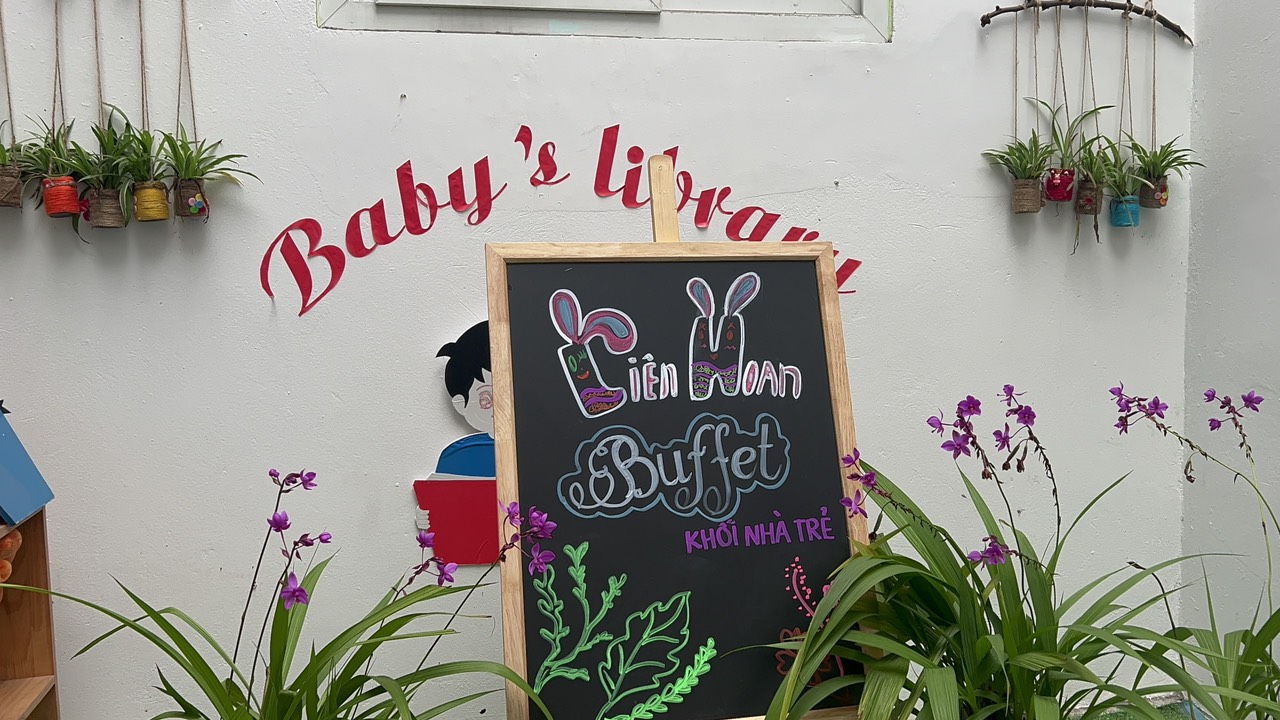 Baby's library
Liên Hoan
Buffet
KHỐI NHÀ TRẺ